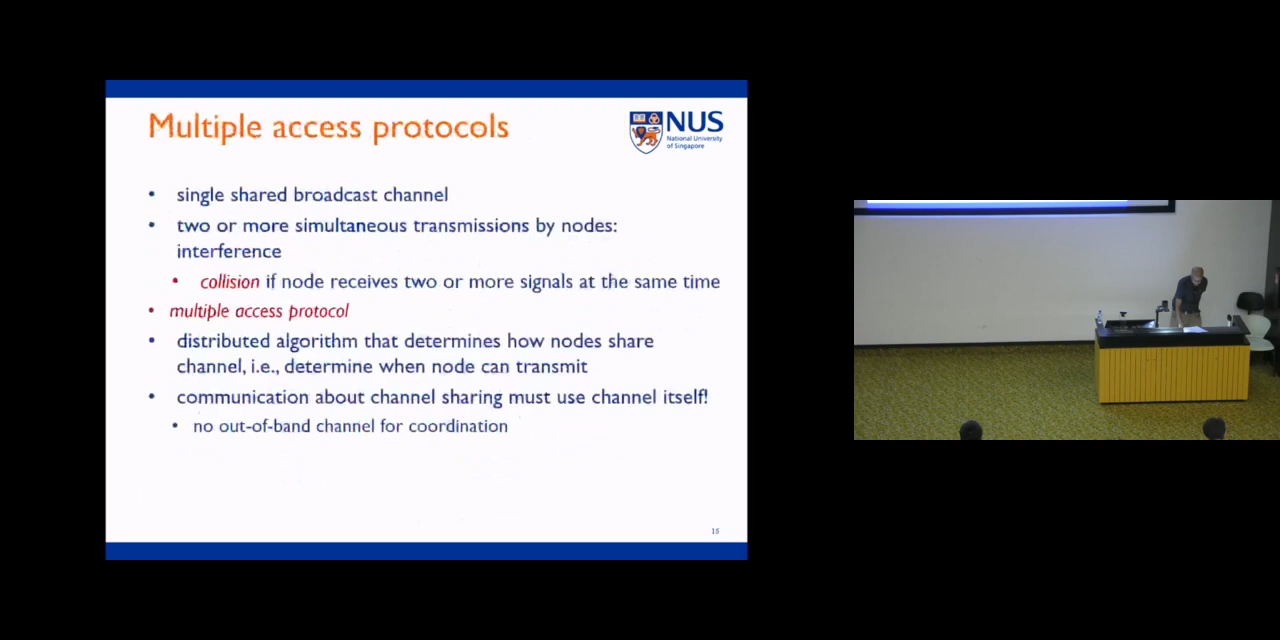 Multiple access protocols
NUS
National University
of Singapore
• single shared broadcast channel
• two or more simultaneous transmissions by nodes:
interference
• collision if node receives two or more signals at the same time
• multiple access protocol
• distributed algorithm that determines how nodes share
channel, i.e., determine when node can transmit
• communication about channel sharing must use channel itself!
• no out-of-band channel for coordination
15